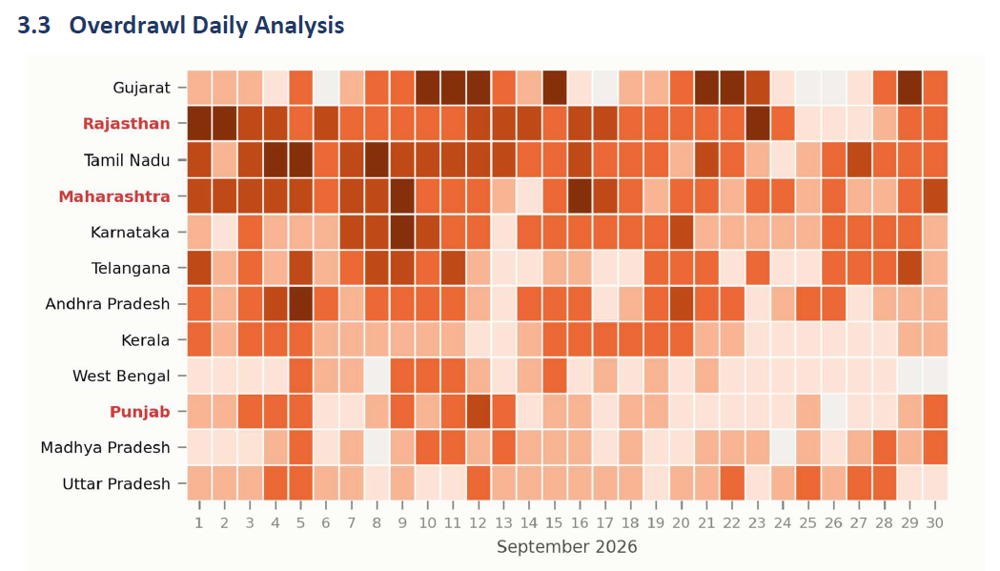 3.3 Overdrawl Daily Analysis
Gujarat
Rajasthan
Tamil Nadu
Maharashtra
Karnataka
Telangana
Andhra Pradesh
Kerala
West Bengal
Punjab
Madhya Pradesh
Uttar Pradesh
1 2 3 4 5 6 7 8 9 10 11 12 13 14 15 16 17 18 19 20 21 22 23 24 25 26 27 28 29 30
September 2026